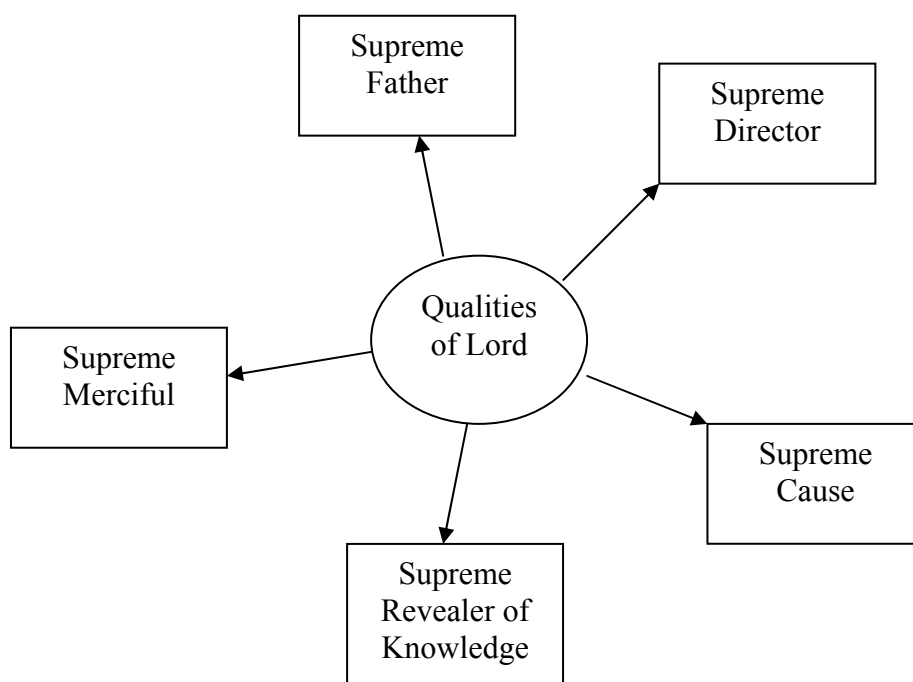 Supreme
Father
Supreme
Director
Qualities
of Lord
Supreme
Merciful
Supreme
Cause
Supreme
Revealer of
Knowledge